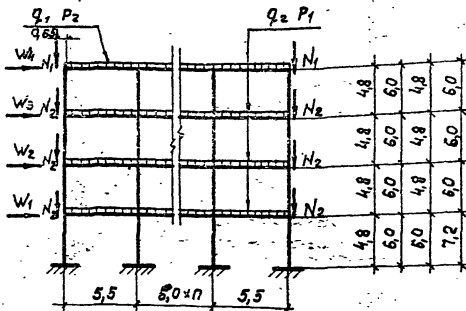 q₁ P₂
q₂ P₁
W₄ N₁ N₁
W₃ N₂ N₂
W₂ N₂ N₂
W₁ N₂ N₂
4,8 6,0 4,8 6,0
4,8 6,0 4,8 6,0
4,8 6,0 4,8 6,0
4,8 6,0 6,0 7,2
5,5 6,0×n 5,5